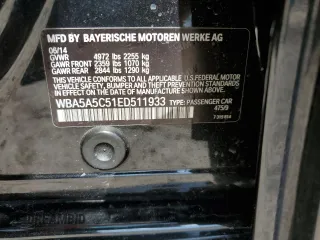 MFD BY BAYERISCHE MOTOREN WERKE AG
06/14
GVWR 4972 lbs 2255 kg
GAWR FRONT 2359 lbs 1070 kg
GAWR REAR 2844 lbs 1290 kg
THIS VEHICLE CONFORMS TO ALL APPLICABLE U.S. FEDERAL MOTOR VEHICLE SAFETY, BUMPER, AND THEFT PREVENTION STANDARDS IN EFFECT ON THE DATE OF MANUFACTURE SHOWN ABOVE.
WBA5A5C51ED511933 TYPE: PASSENGER CAR